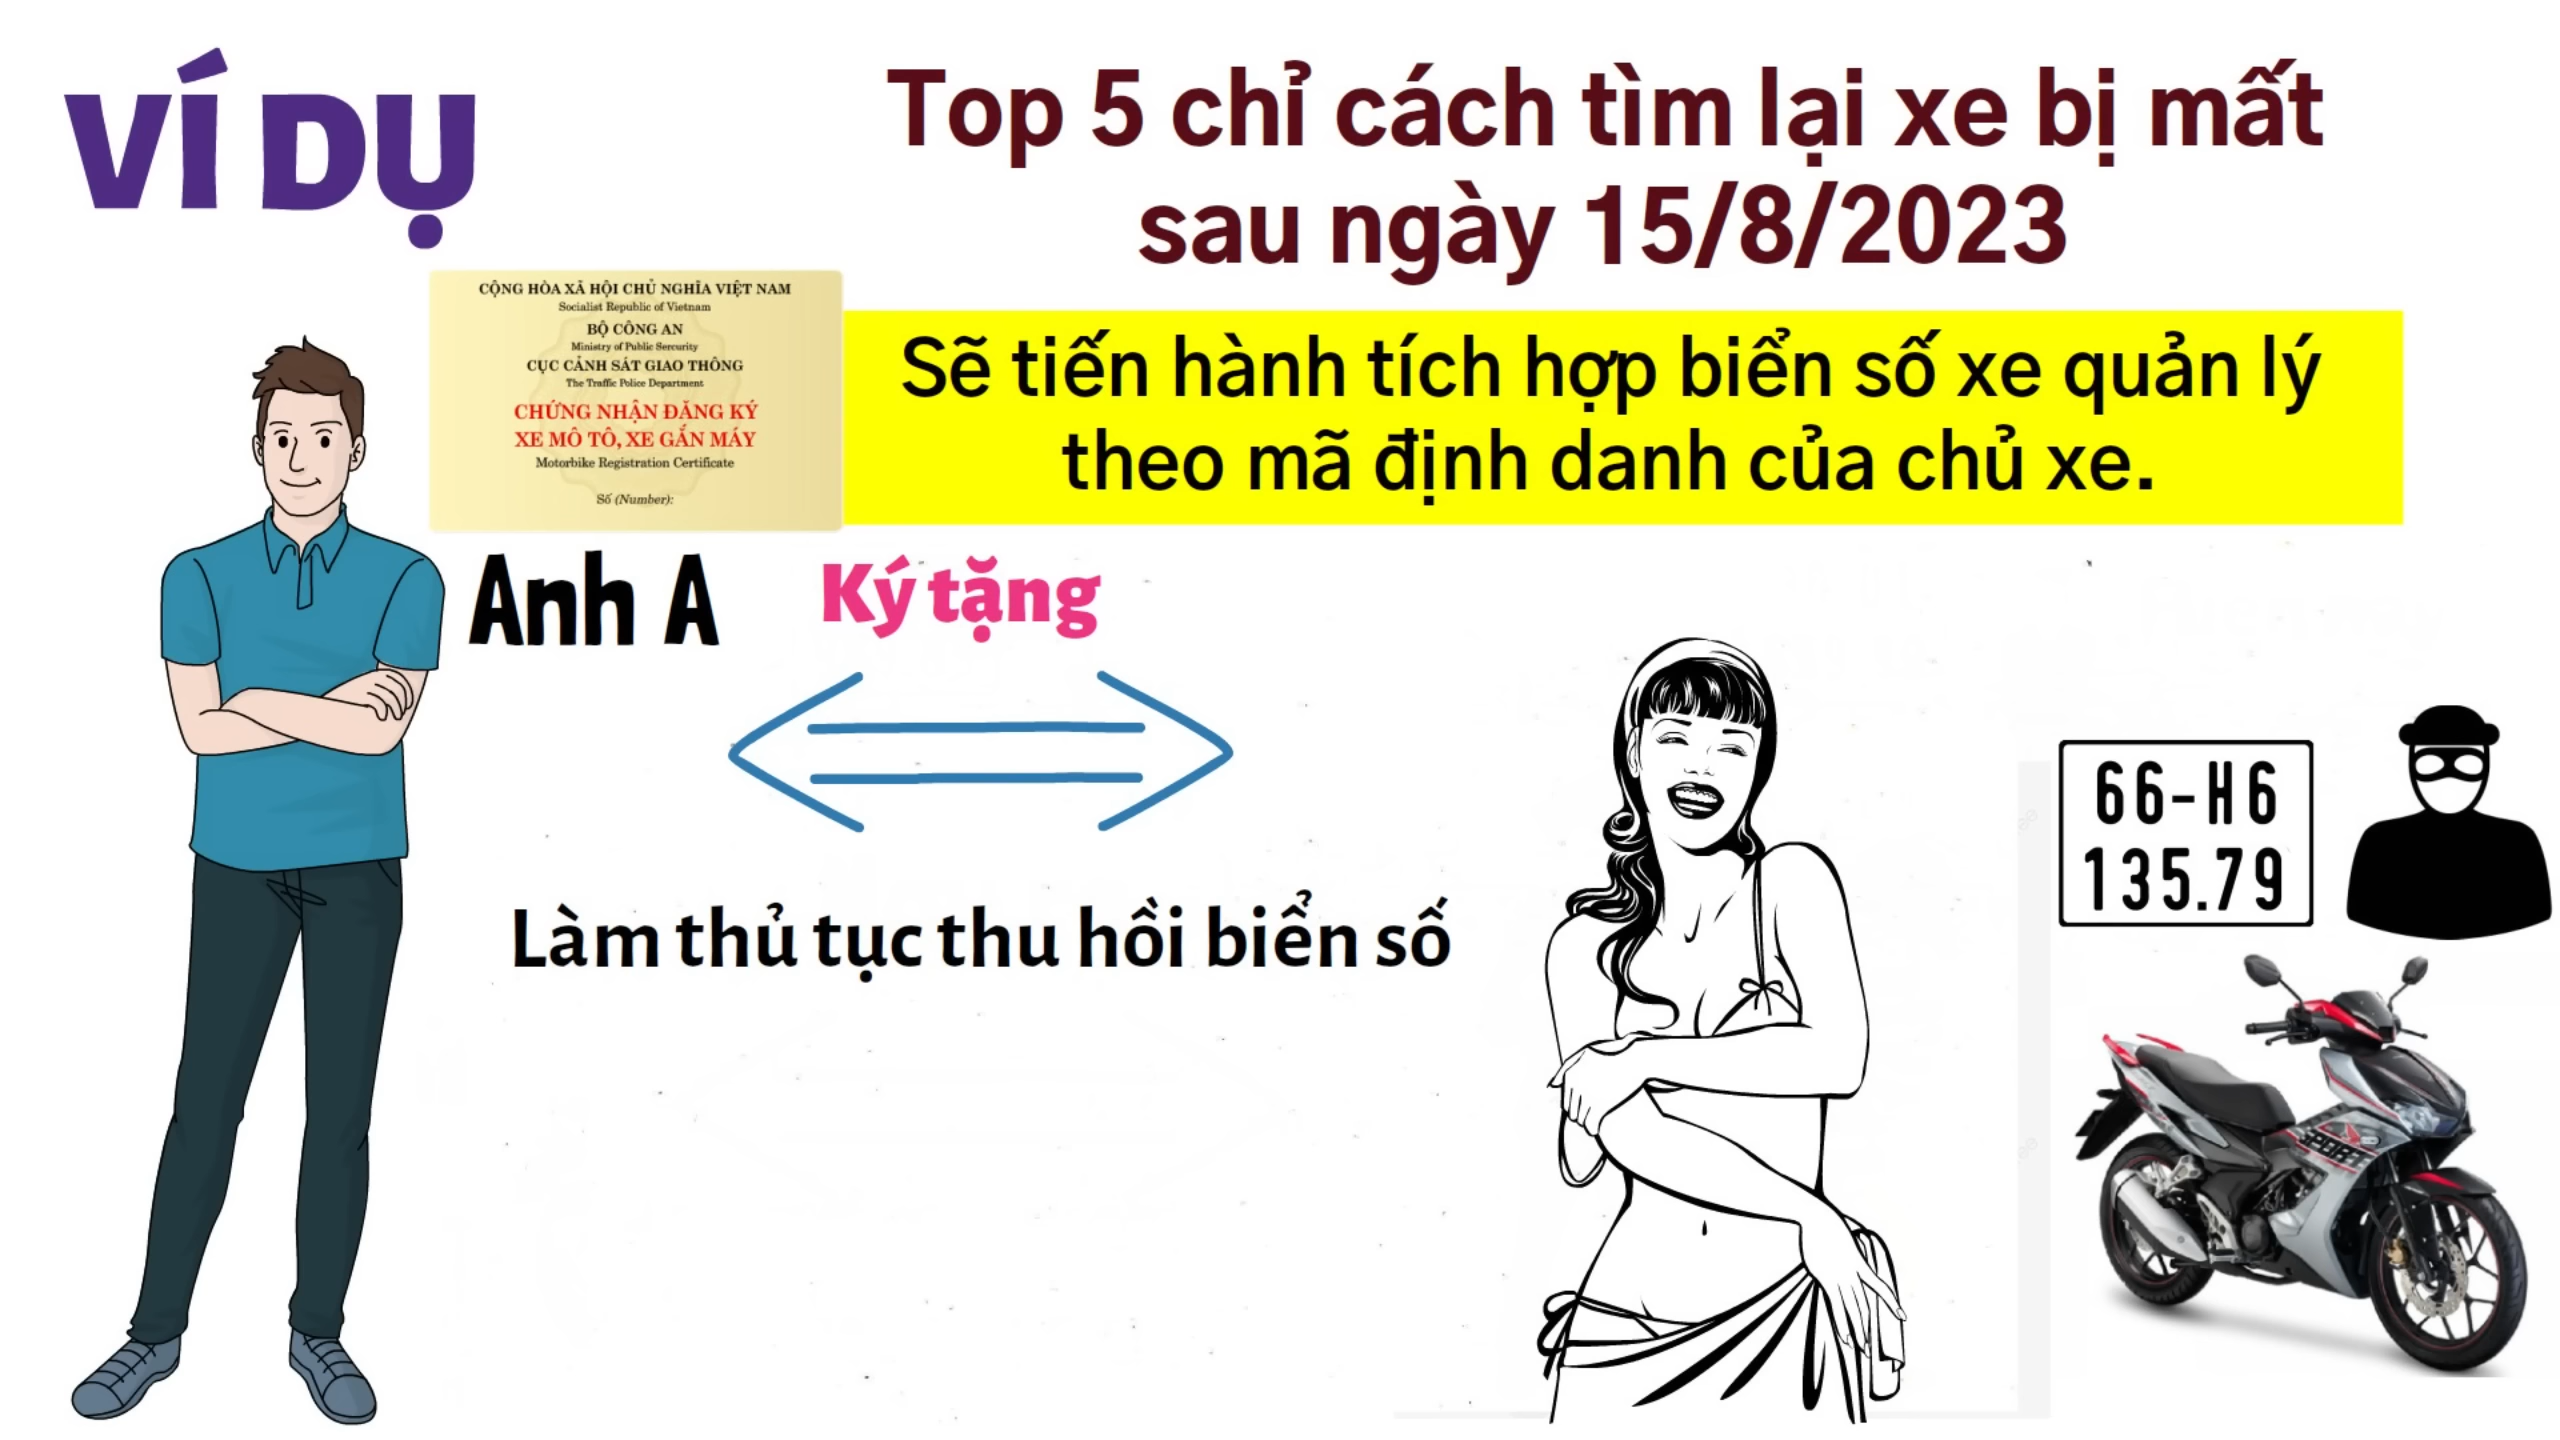 VÍ DỤ
Top 5 chỉ cách tìm lại xe bị mất
sau ngày 15/8/2023
CỘNG HÒA XÃ HỘI CHỦ NGHĨA VIỆT NAM
Socialist Republic of Vietnam
BỘ CÔNG AN
Ministry of Public Sercurity
CỤC CẢNH SÁT GIAO THÔNG
The Traffic Police Department
CHỨNG NHẬN ĐĂNG KÝ
XE MÔ TÔ, XE GẮN MÁY
Motorbike Registration Certificate
Số (Number):
Sẽ tiến hành tích hợp biển số xe quản lý
theo mã định danh của chủ xe.
Anh A
Ký tặng
Làm thủ tục thu hồi biển số
66-H6
135.79
SPORT